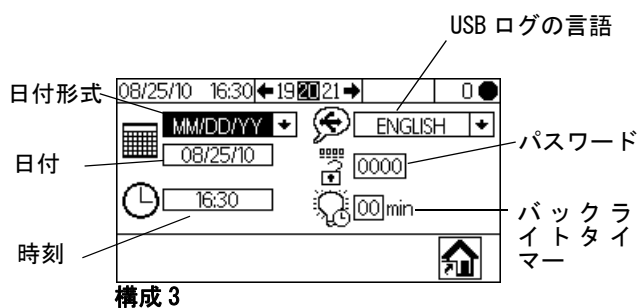 USB ログの言語
日付形式
08/25/10 16:30 19 20 21 0
MM/DD/YY
ENGLISH
日付
08/25/10
0000
パスワード
時刻
16:30
00 min
バックラ
イトタイ
マー
構成 3